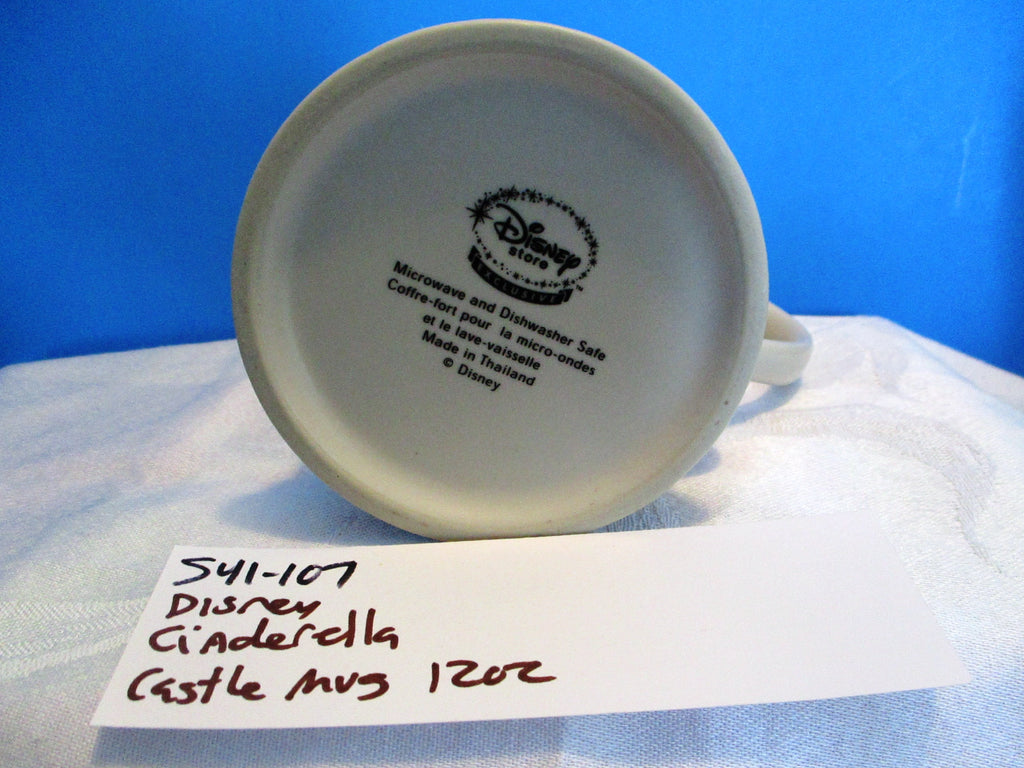 Disney
store
EXCLUSIVE
Microwave and Dishwasher Safe
Coffre-fort pour la micro-ondes
et le lave-vaisselle
Made in Thailand
© Disney
541-107
Disney
Cinderella
Castle Mug 12oz